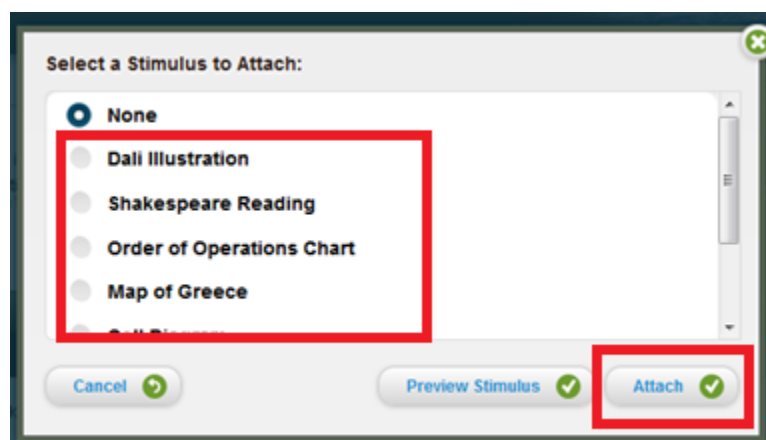 Select a Stimulus to Attach:
None
Dali Illustration
Shakespeare Reading
Order of Operations Chart
Map of Greece
Cancel
Preview Stimulus
Attach